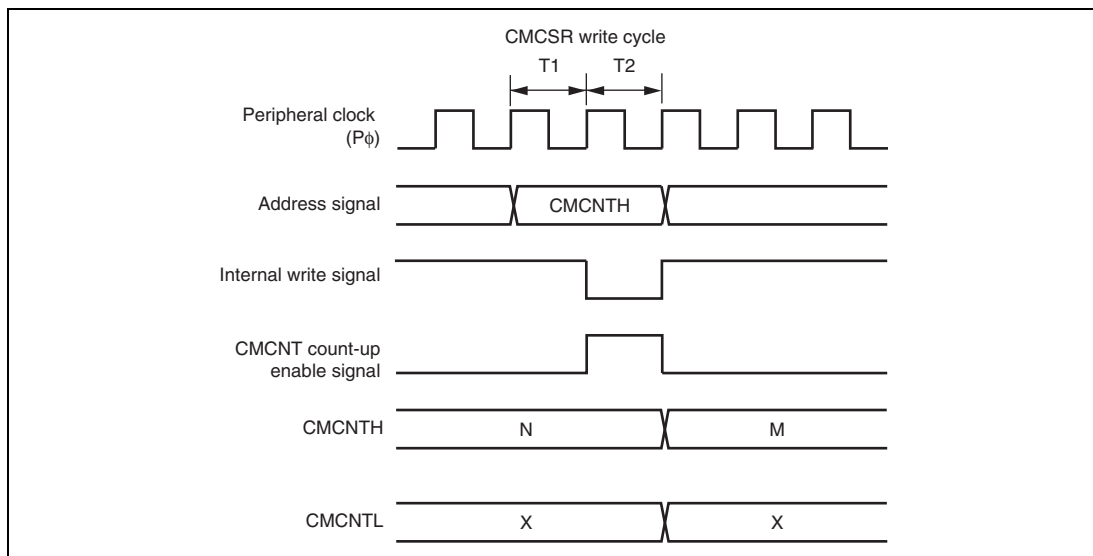 CMCSR write cycle
T1
T2
Peripheral clock
(Pϕ)
Address signal
CMCNTH
Internal write signal
CMCNT count-up
enable signal
CMCNTH
N
M
CMCNTL
X
X